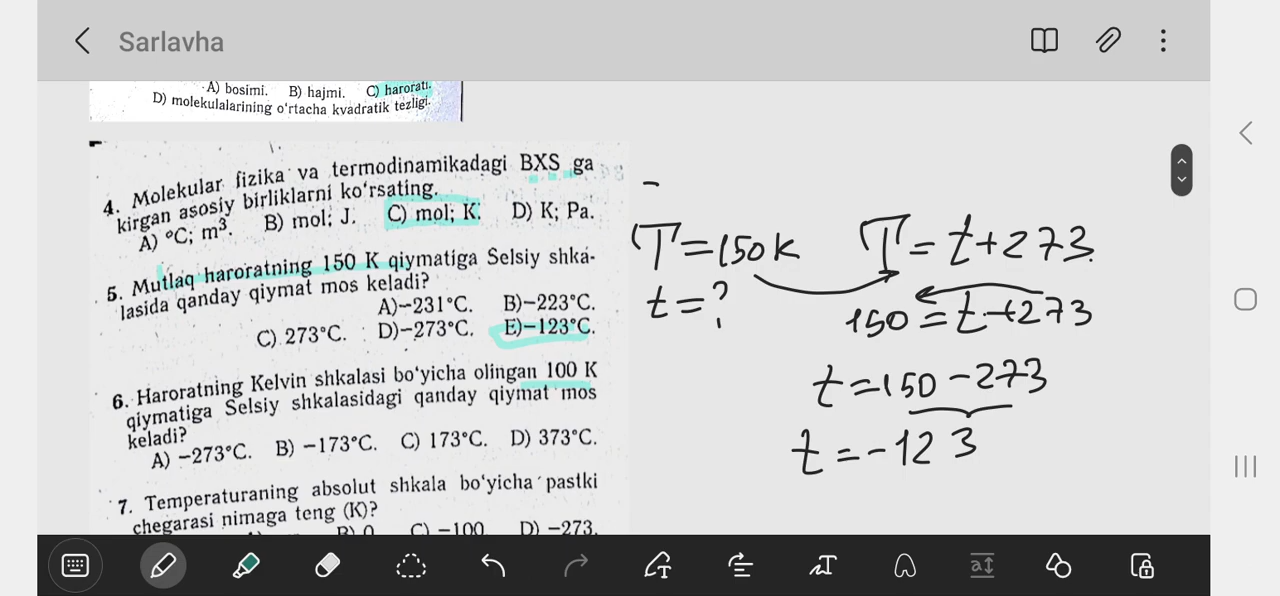 Sarlavha
A) bosimi. B) hajmi. C) harorati.
D) molekulalarining o‘rtacha kvadratik tezligi.
4. Molekular fizika va termodinamikadagi BXS ga
kirgan asosiy birliklarni ko‘rsating.
A) °C; m³. B) mol; J. C) mol; K. D) K; Pa.
5. Mutlaq haroratning 150 K qiymatiga Selsiy shka-
lasida qanday qiymat mos keladi?
A)−231°C. B)−223°C.
C) 273°C. D)−273°C. E)−123°C.
6. Haroratning Kelvin shkalasi bo‘yicha olingan 100 K
qiymatiga Selsiy shkalasidagi qanday qiymat mos
keladi?
A) −273°C. B) −173°C. C) 173°C. D) 373°C.
7. Temperaturaning absolut shkala bo‘yicha pastki
chegarasi nimaga teng (K)?
B) 0 C) −100 D) −273.
T=150K T=t+273.
t=? 150=t+273
t=150-273
t=-123